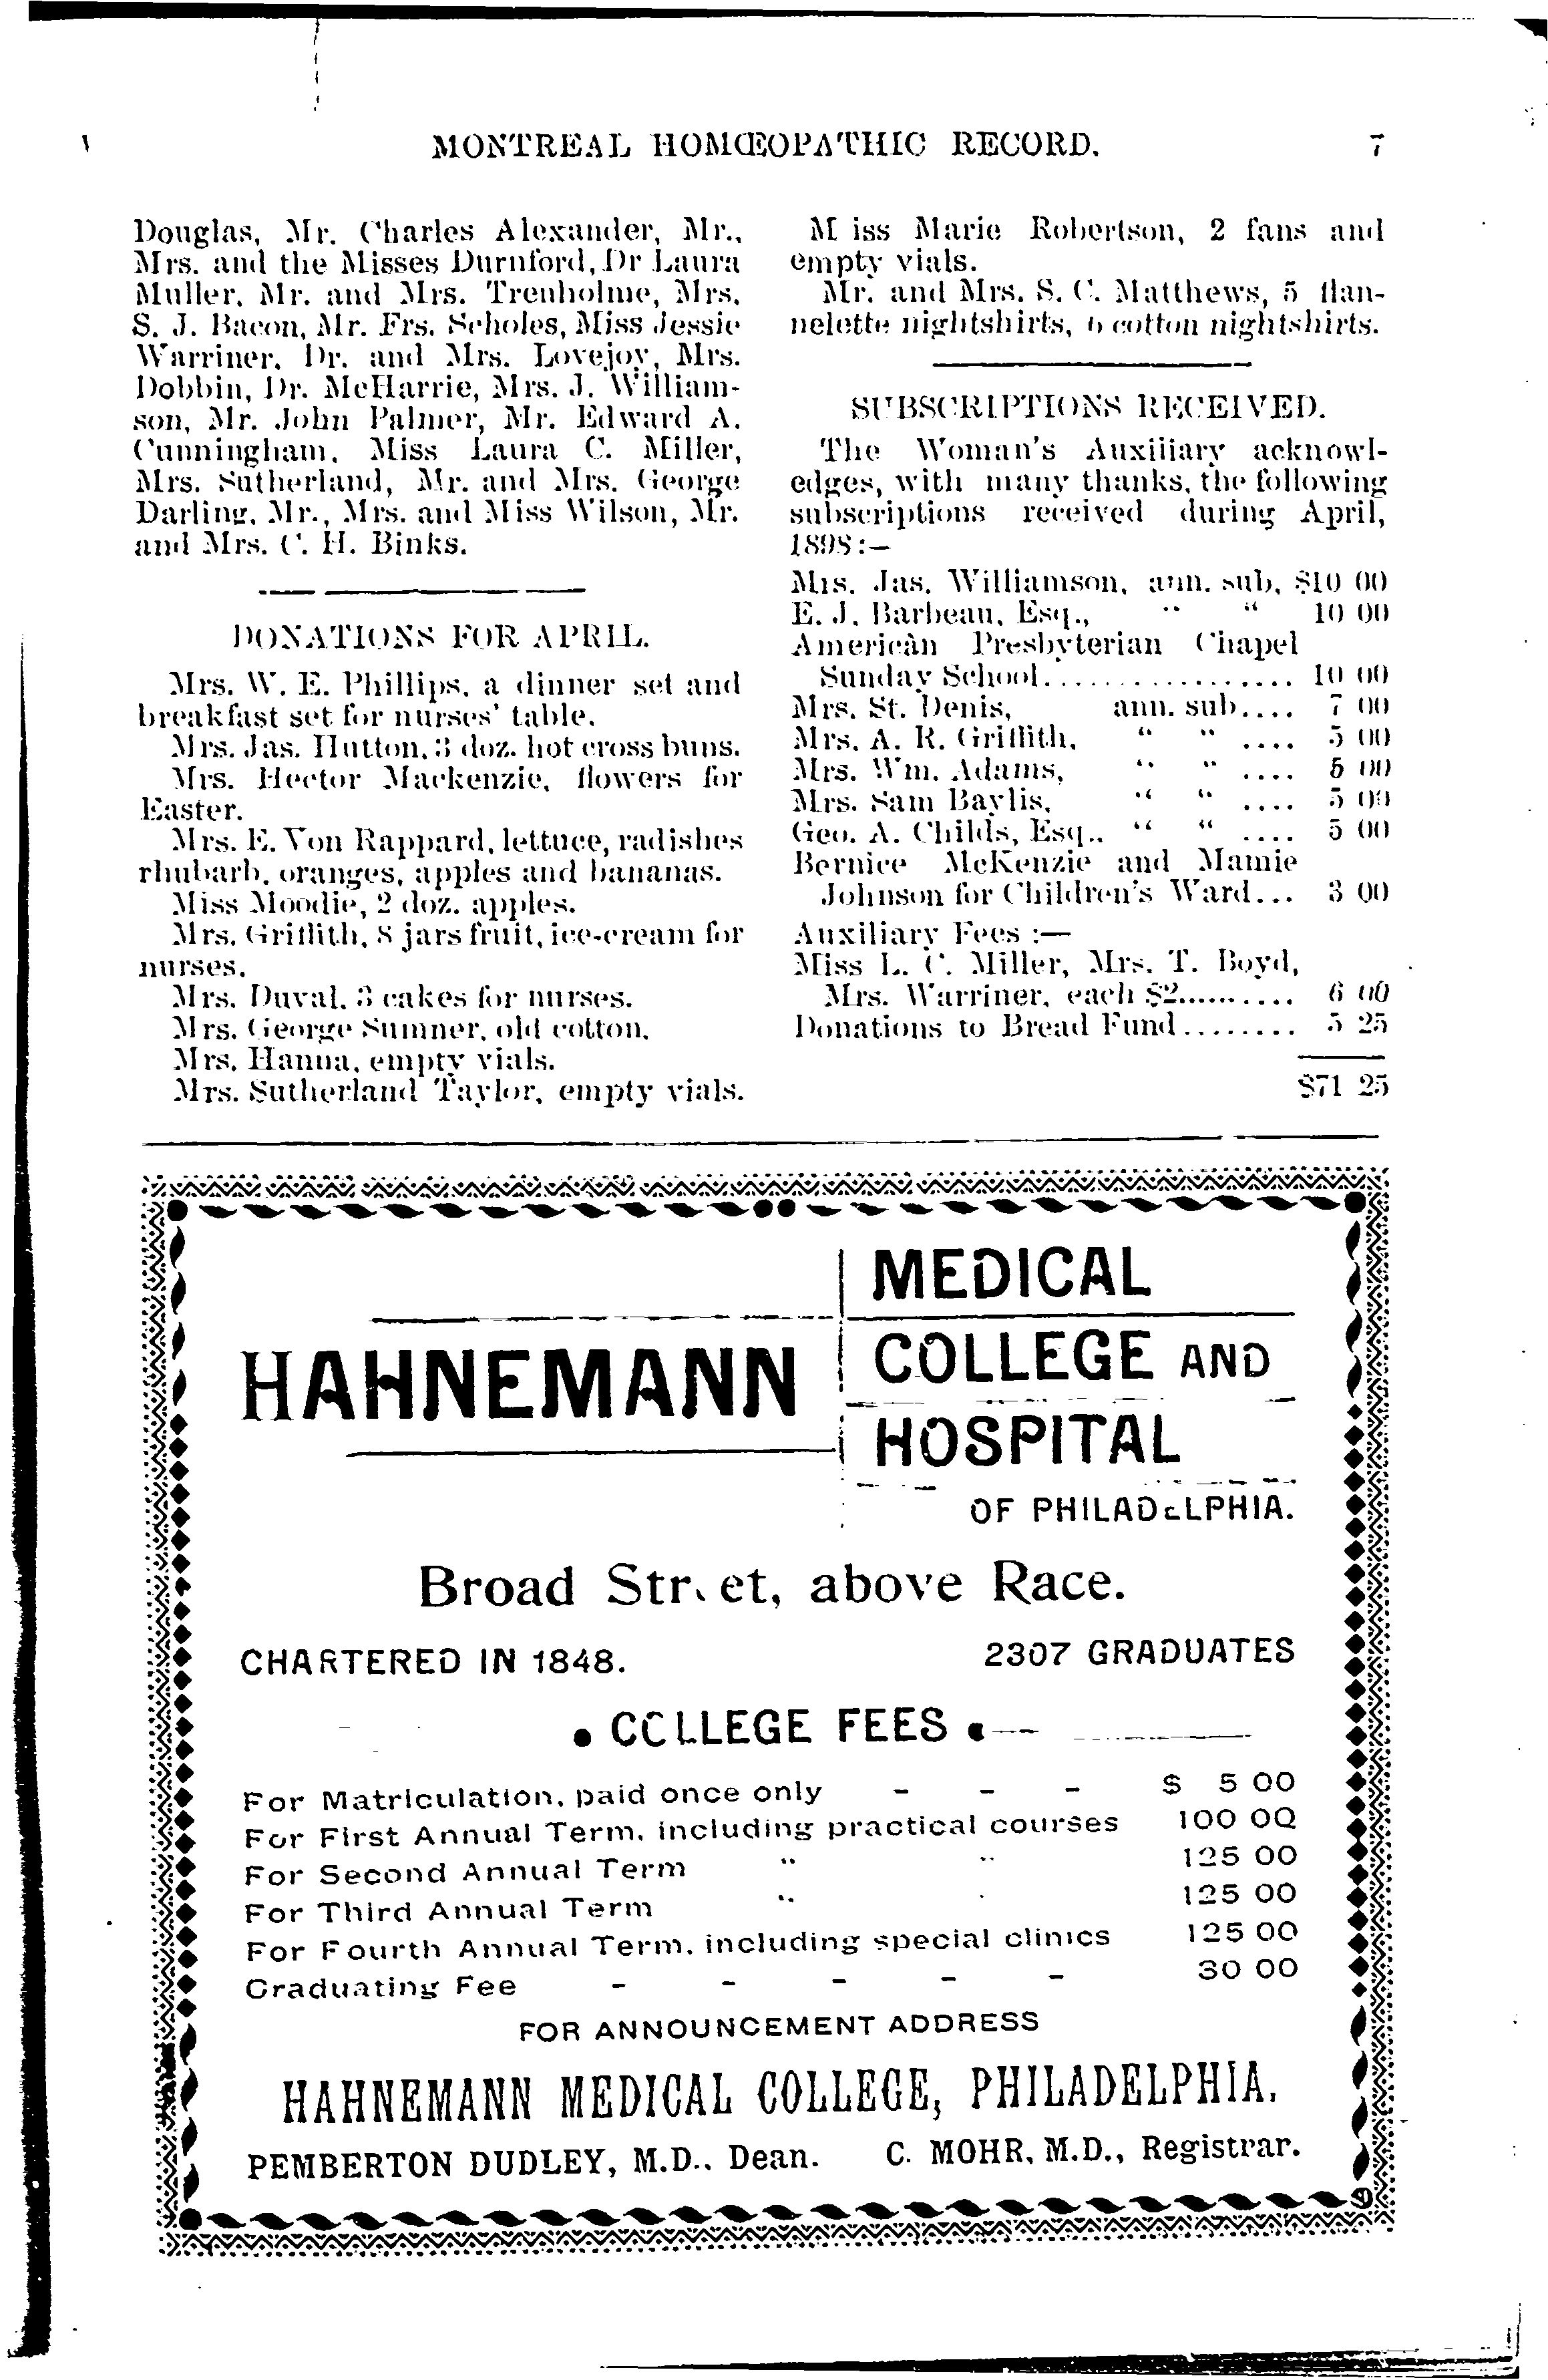 MONTREAL HOMŒOPATHIC RECORD. 7
Douglas, Mr. Charles Alexander, Mr.,
Mrs. and the Misses Durnford, Dr Laura
Muller, Mr. and Mrs. Trenholme, Mrs.
S. J. Bacon, Mr. Frs. Scholes, Miss Jessie
Warriner, Dr. and Mrs. Lovejoy, Mrs.
Dobbin, Dr. McHarrie, Mrs. J. William-
son, Mr. John Palmer, Mr. Edward A.
Cunningham, Miss Laura C. Miller,
Mrs. Sutherland, Mr. and Mrs. George
Darling, Mr., Mrs. and Miss Wilson, Mr.
and Mrs. C. H. Binks.
DONATIONS FOR APRIL.
Mrs. W. E. Phillips, a dinner set and
breakfast set for nurses' table.
Mrs. Jas. Hutton, 3 doz. hot cross buns.
Mrs. Hector Mackenzie, flowers for
Easter.
Mrs. E. Von Rappard, lettuce, radishes
rhubarb, oranges, apples and bananas.
Miss Moodie, 2 doz. apples.
Mrs. Griffith, 8 jars fruit, ice-cream for
nurses.
Mrs. Duval, 3 cakes for nurses.
Mrs. George Sumner, old cotton.
Mrs. Hanna, empty vials.
Mrs. Sutherland Taylor, empty vials.
Miss Marie Robertson, 2 fans and
empty vials.
Mr. and Mrs. S. C. Matthews, 5 flan-
nelette nightshirts, 6 cotton nightshirts.
SUBSCRIPTIONS RECEIVED.
The Woman's Auxiliary acknowl-
edges, with many thanks, the following
subscriptions received during April,
1898:—
Mrs. Jas. Williamson, ann. sub, $10 00
E. J. Barbeau, Esq., " " 10 00
American Presbyterian Chapel
Sunday School.................. 10 00
Mrs. St. Denis, ann. sub.... 7 00
Mrs. A. R. Griffith, " " .... 5 00
Mrs. Wm. Adams, " " .... 5 00
Mrs. Sam Baylis, " " .... 5 00
Geo. A. Childs, Esq., " " .... 5 00
Bernice McKenzie and Mamie
Johnson for Children's Ward... 3 00
Auxiliary Fees :—
Miss L. C. Miller, Mrs. T. Boyd,
Mrs. Warriner, each $2.......... 6 00
Donations to Bread Fund......... 5 25
$71 25
HAHNEMANN
MEDICAL
COLLEGE AND
HOSPITAL
OF PHILADELPHIA.
Broad Street, above Race.
CHARTERED IN 1848. 2307 GRADUATES
COLLEGE FEES
For Matriculation, paid once only - - - $ 5 00
For First Annual Term, including practical courses 100 00
For Second Annual Term " " 125 00
For Third Annual Term " " 125 00
For Fourth Annual Term, including special clinics 125 00
Graduating Fee - - - - - 30 00
FOR ANNOUNCEMENT ADDRESS
HAHNEMANN MEDICAL COLLEGE, PHILADELPHIA.
PEMBERTON DUDLEY, M.D., Dean. C. MOHR, M.D., Registrar.